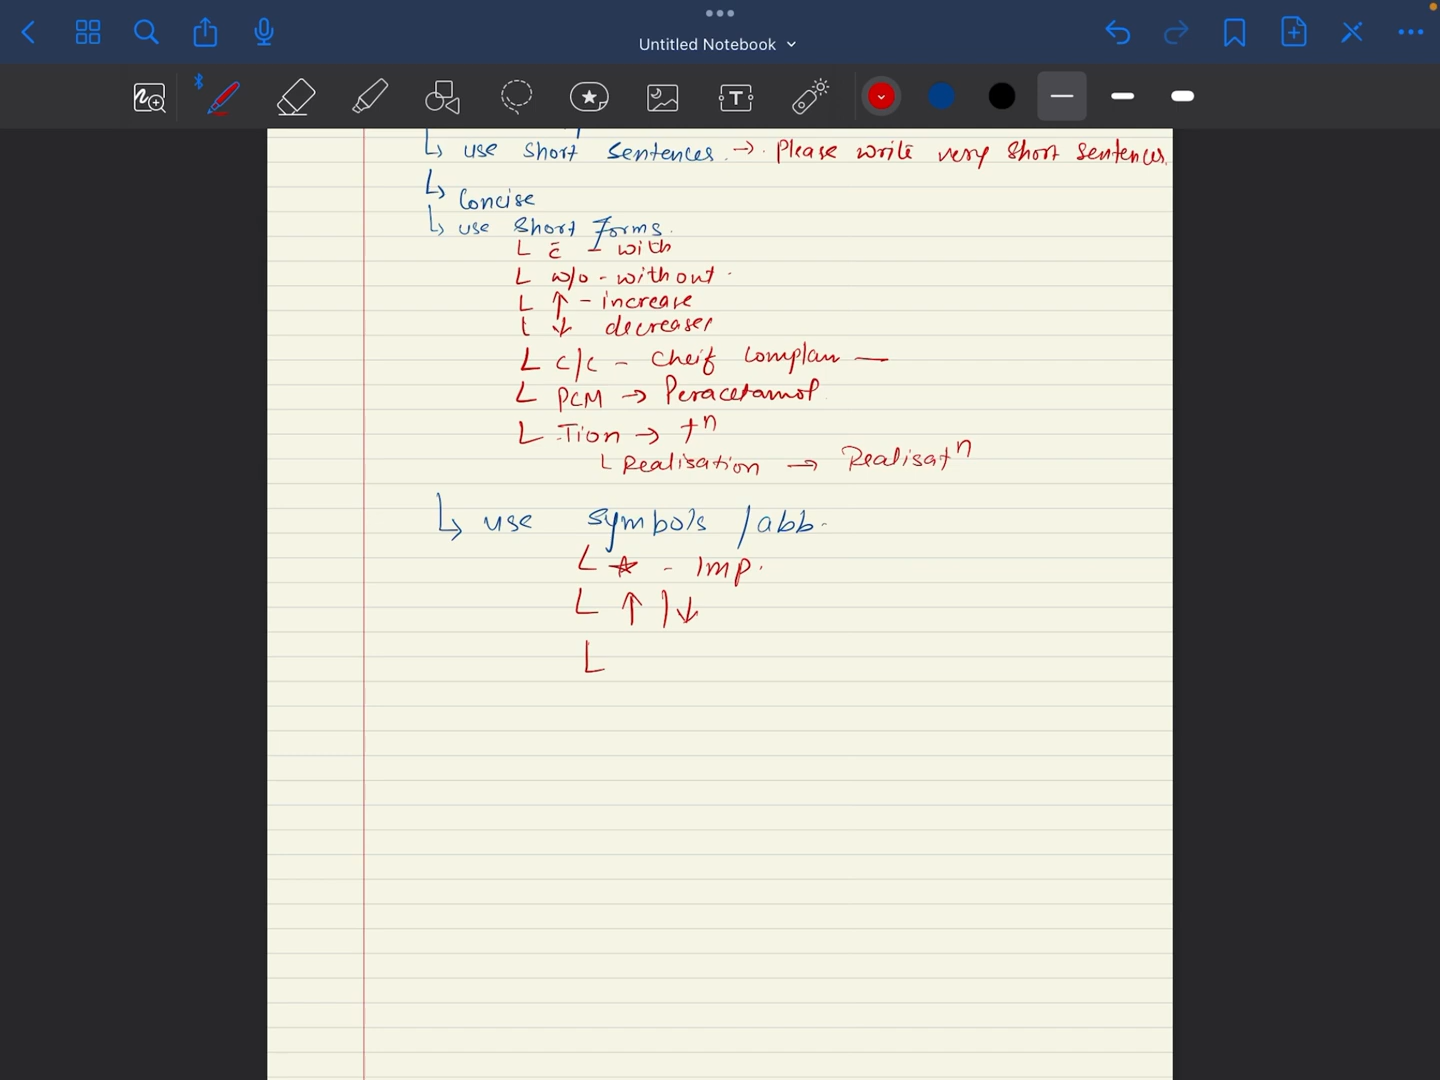 Untitled Notebook
T
↳ use short sentences. → Please write very short sentences.
↳ Concise
↳ use short forms.
L c̄ - with
L w/o - without
L ↑ - increase
L ↓ decreases
L c/c - Cheif Complain —
L PCM → Peracetamol
L -Tion → tⁿ
L Realisation → Realisatⁿ
↳ use symbols /abb.
L ☆ - Imp.
L ↑ / ↓
L